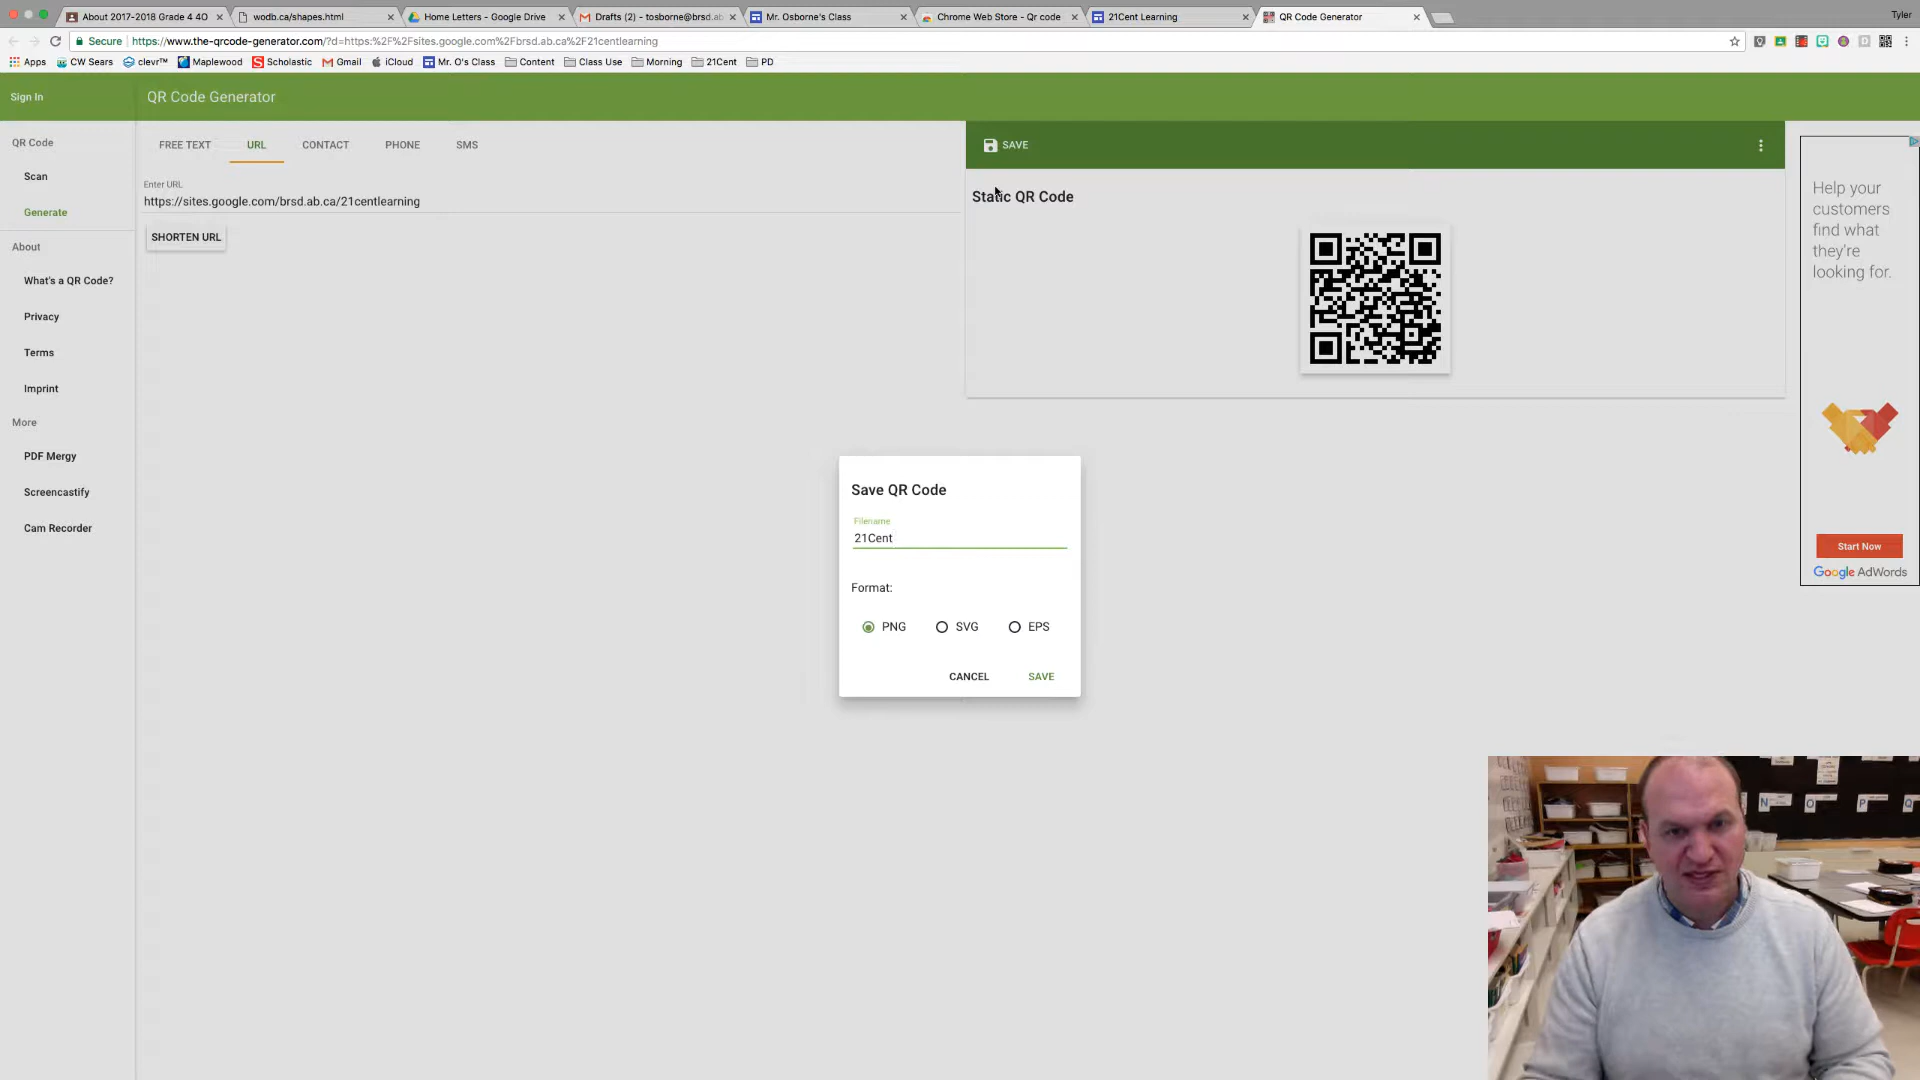 About 2017-2018 Grade 4 4O
wodb.ca/shapes.html
Home Letters - Google Drive
Drafts (2) - tosborne@brsd.ab
Mr. Osborne's Class
Chrome Web Store - Qr code
21Cent Learning
QR Code Generator
Tyler
Secure
https://www.the-qrcode-generator.com/?d=https:%2F%2Fsites.google.com%2Fbrsd.ab.ca%2F21centlearning
Apps
CW Sears
clevr™
Maplewood
Scholastic
Gmail
iCloud
Mr. O's Class
Content
Class Use
Morning
21Cent
PD
Sign In
QR Code Generator
QR Code
Scan
Generate
About
What's a QR Code?
Privacy
Terms
Imprint
More
PDF Mergy
Screencastify
Cam Recorder
FREE TEXT
URL
CONTACT
PHONE
SMS
Enter URL
https://sites.google.com/brsd.ab.ca/21centlearning
SHORTEN URL
SAVE
Static QR Code
Save QR Code
Filename
21Cent
Format:
PNG
SVG
EPS
CANCEL
SAVE
Help your
customers
find what
they're
looking for.
Start Now
Google AdWords
N
O
P
Q